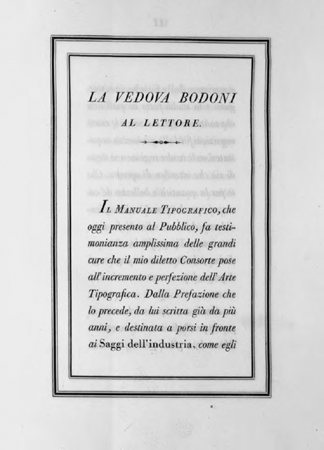 LA VEDOVA BODONI
AL LETTORE.
IL MANUALE TIPOGRAFICO, che
oggi presento al Pubblico, fa testi-
monianza amplissima delle grandi
cure che il mio diletto Consorte pose
all'incremento e perfezione dell'Arte
Tipografica. Dalla Prefazione che
lo precede, da lui scritta già da più
anni, e destinata a porsi in fronte
ai Saggi dell'industria, come egli